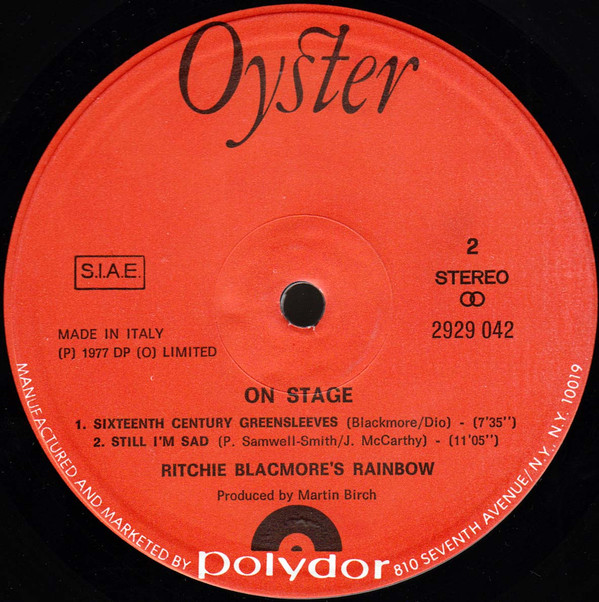 Oyster
S.I.A.E.
2
STEREO
2929 042
MADE IN ITALY
(P) 1977 DP (O) LIMITED
ON STAGE
1. SIXTEENTH CENTURY GREENSLEEVES (Blackmore/Dio) - (7'35'')
2. STILL I'M SAD (P. Samwell-Smith/J. McCarthy) - (11'05'')
RITCHIE BLACMORE'S RAINBOW
Produced by Martin Birch
MANUFACTURED AND MARKETED BY polydor 810 SEVENTH AVENUE/N.Y. N.Y. 10019